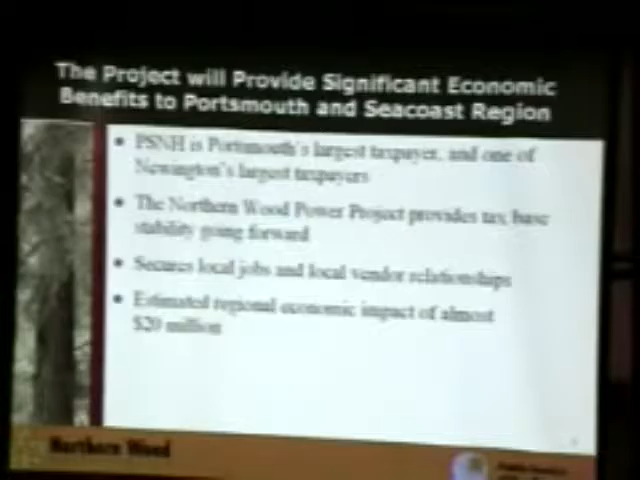 The Project will Provide Significant Economic
Benefits to Portsmouth and Seacoast Region
• PSNH is Portsmouth's largest taxpayer, and one of
Newington's largest taxpayers
• The Northern Wood Power Project provides tax base
stability going forward
• Secures local jobs and local vendor relationships
• Estimated regional economic impact of almost
$20 million
Northern Wood
Public Service